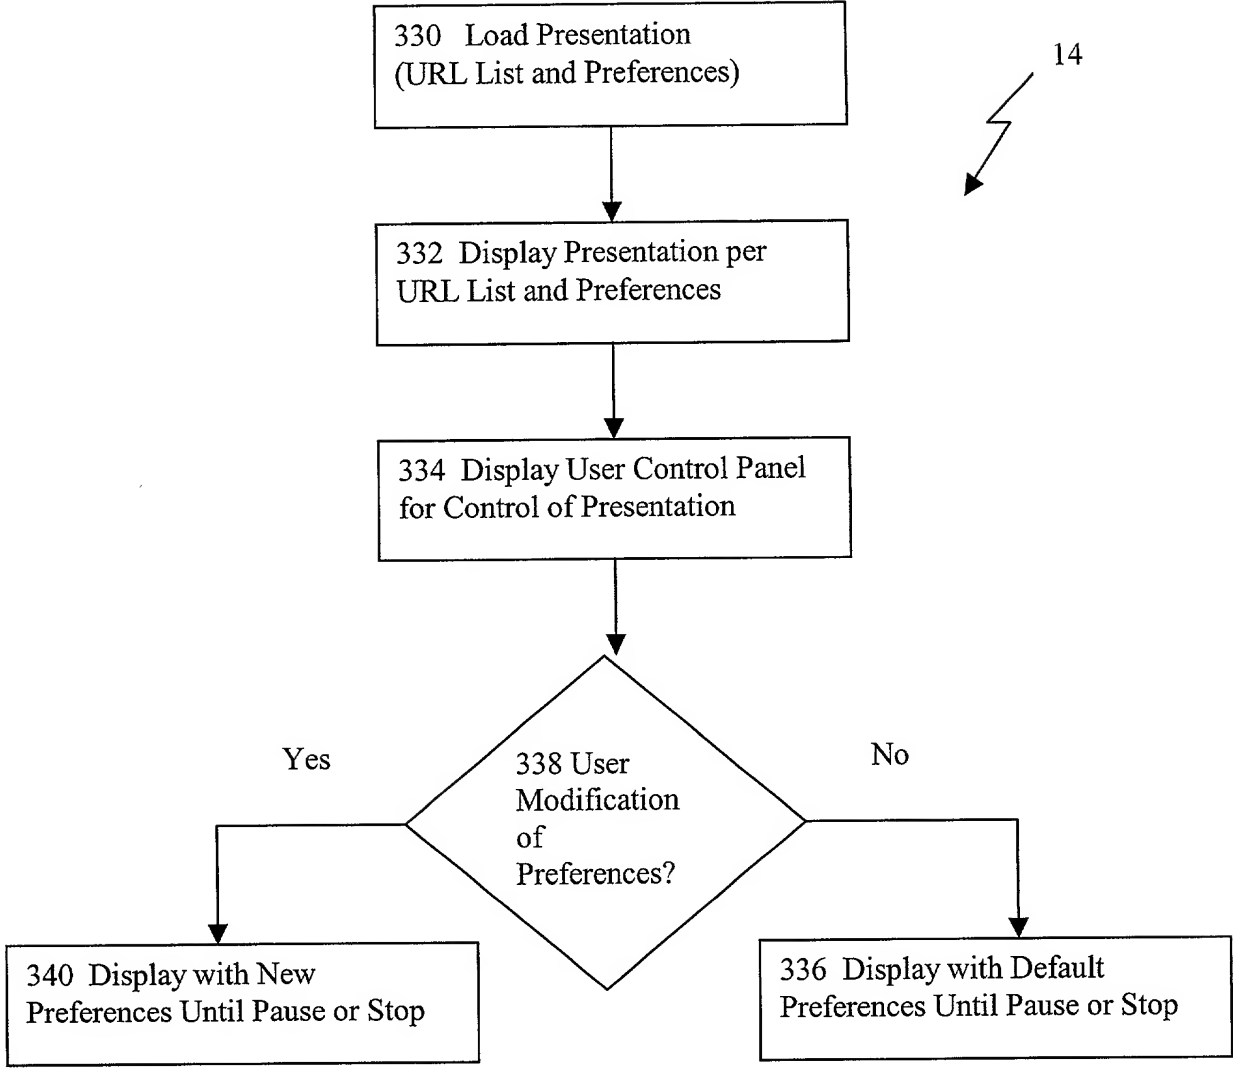 330 Load Presentation
(URL List and Preferences)
14
332 Display Presentation per
URL List and Preferences
334 Display User Control Panel
for Control of Presentation
Yes
338 User
Modification
of
Preferences?
No
340 Display with New
Preferences Until Pause or Stop
336 Display with Default
Preferences Until Pause or Stop